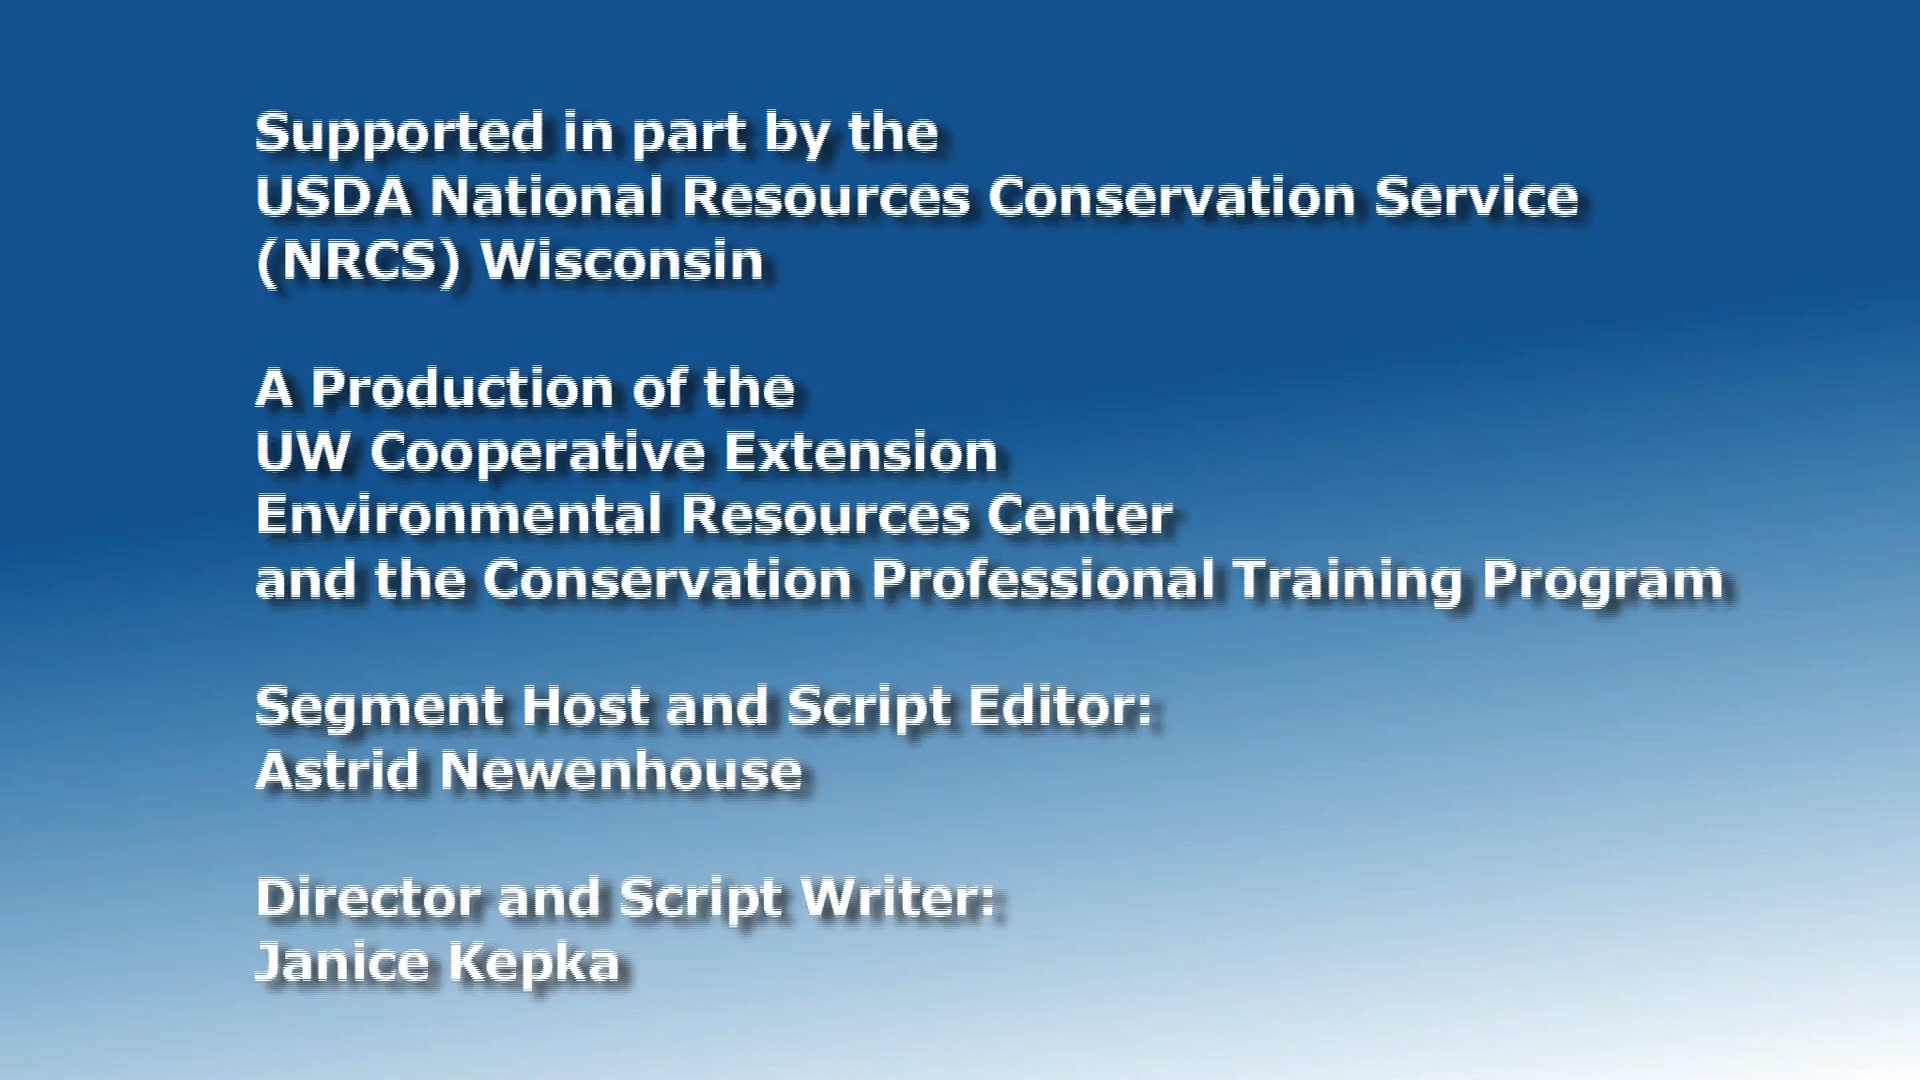 Supported in part by the
USDA National Resources Conservation Service
(NRCS) Wisconsin
A Production of the
UW Cooperative Extension
Environmental Resources Center
and the Conservation Professional Training Program
Segment Host and Script Editor:
Astrid Newenhouse
Director and Script Writer:
Janice Kepka